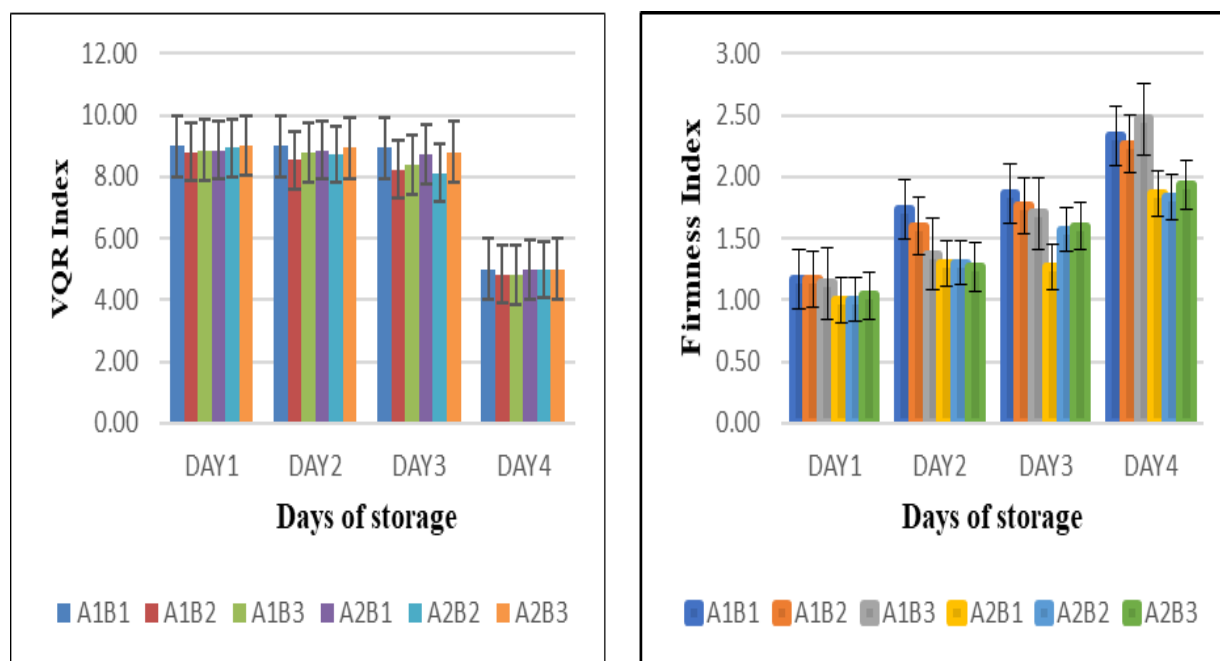 12.00
10.00
8.00
6.00
4.00
2.00
0.00
VQR Index
DAY1 DAY2 DAY3 DAY4
Days of storage
A1B1 A1B2 A1B3 A2B1 A2B2 A2B3
3.00
2.50
2.00
1.50
1.00
0.50
0.00
Firmness Index
DAY1 DAY2 DAY3 DAY4
Days of storage
A1B1 A1B2 A1B3 A2B1 A2B2 A2B3